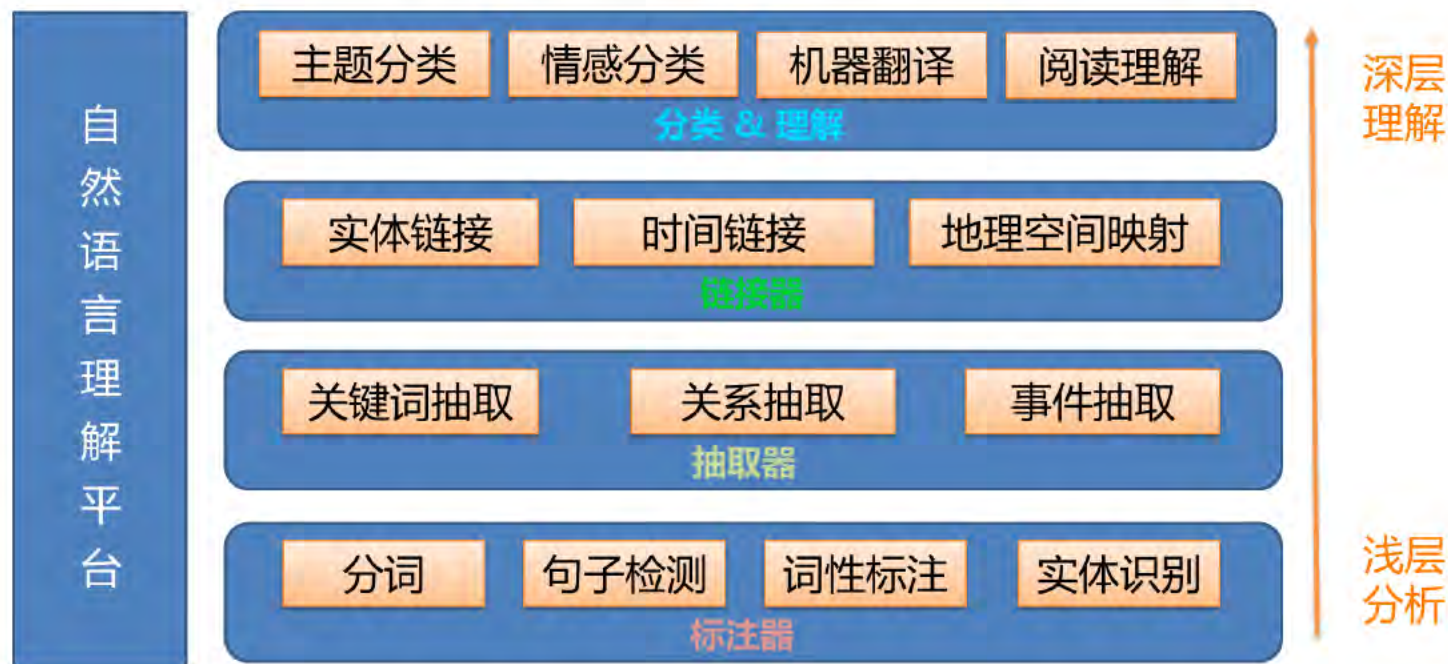 自然语言理解平台
主题分类 情感分类 机器翻译 阅读理解
分类 & 理解
实体链接 时间链接 地理空间映射
链接器
关键词抽取 关系抽取 事件抽取
抽取器
分词 句子检测 词性标注 实体识别
标注器
深层
理解
浅层
分析